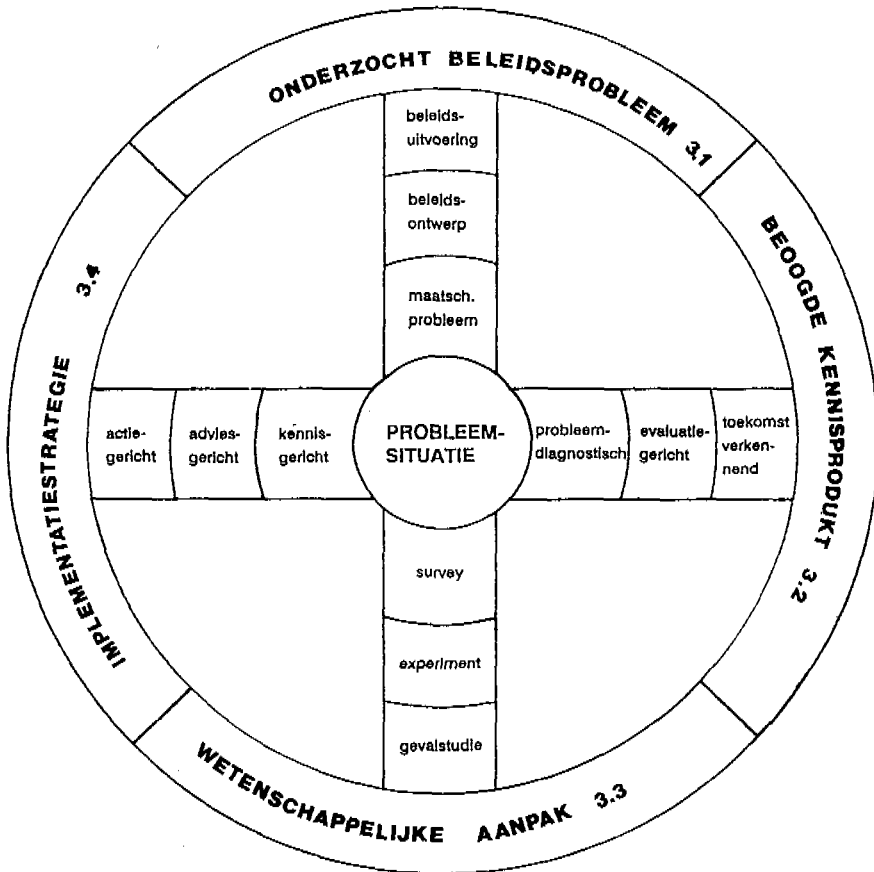 ONDERZOCHT BELEIDSPROBLEEM 3.1
BEOOGDE KENNISPRODUKT 3.2
WETENSCHAPPELIJKE AANPAK 3.3
IMPLEMENTATIESTRATEGIE 3.4
beleids-
uitvoering
beleids-
ontwerp
maatsch.
probleem
actie-
gericht
advies-
gericht
kennis-
gericht
PROBLEEM-
SITUATIE
probleem-
diagnostisch
evaluatie-
gericht
toekomst
verken-
nend
survey
experiment
gevalstudie